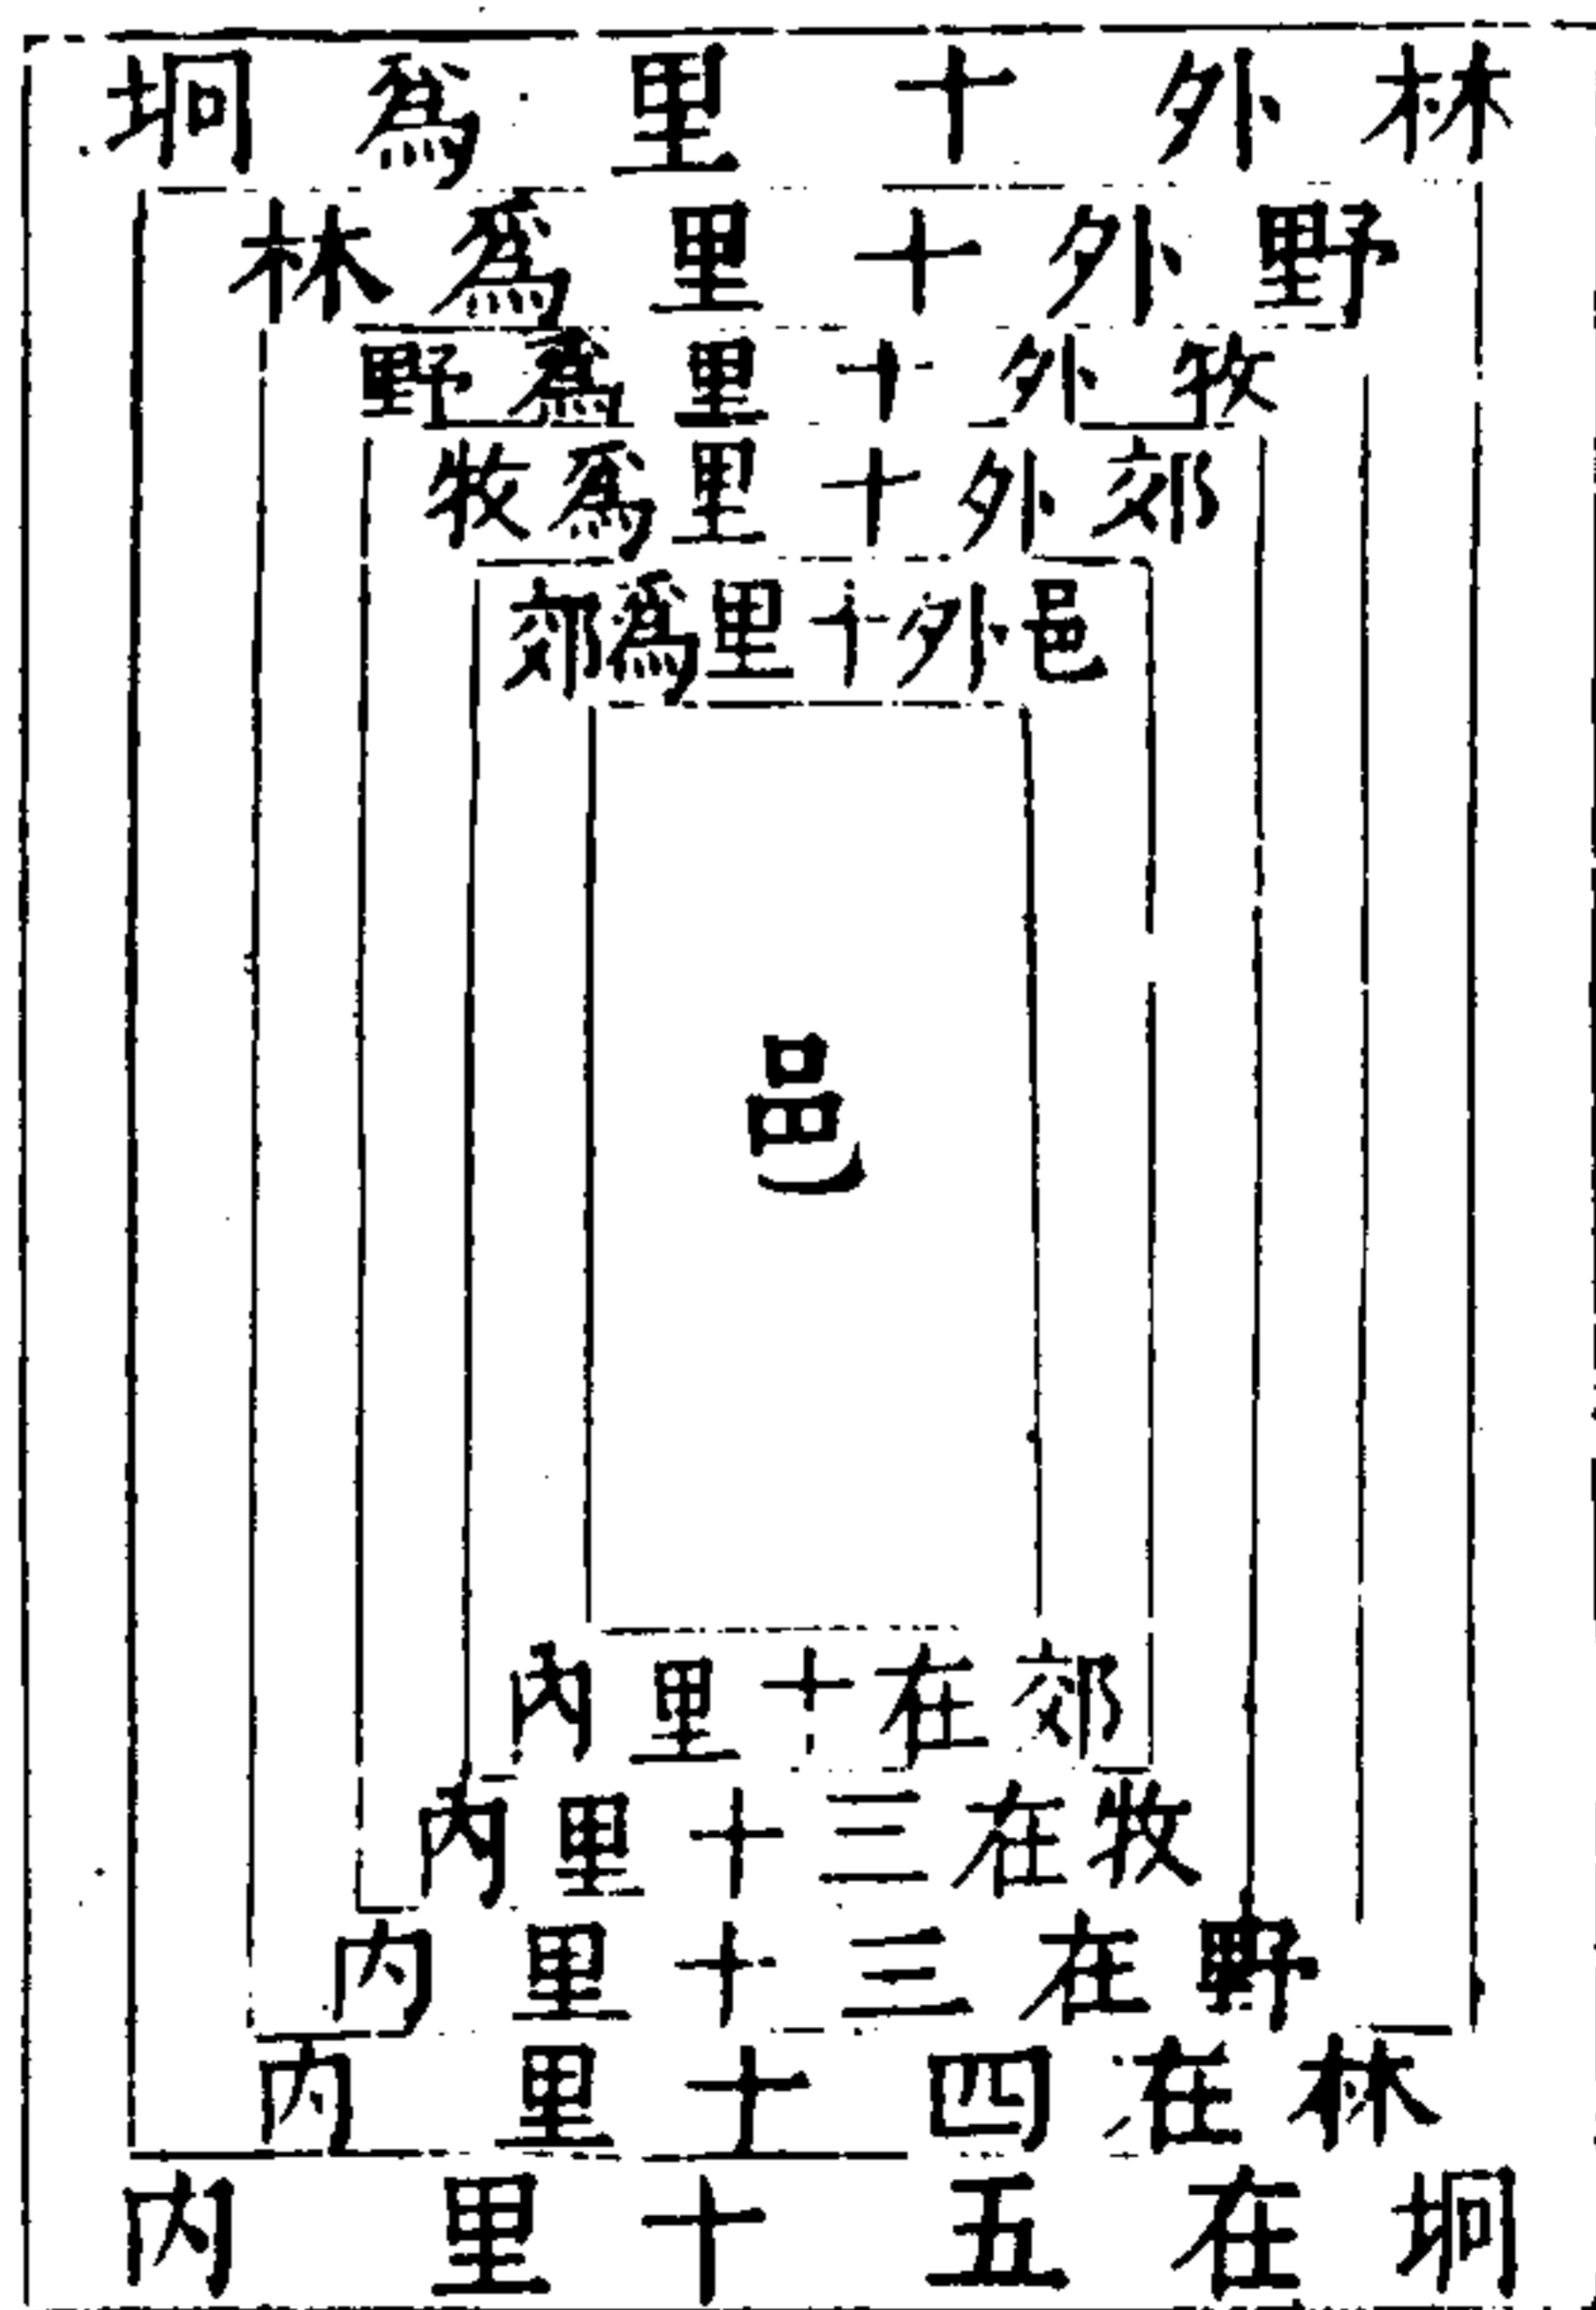 林外十里為坰
野外十里為林
牧外十里為野
郊外十里為牧
邑外十里為郊
邑
郊在十里內
牧在三十里內
野在三十里內
林在四十里內
坰在五十里內